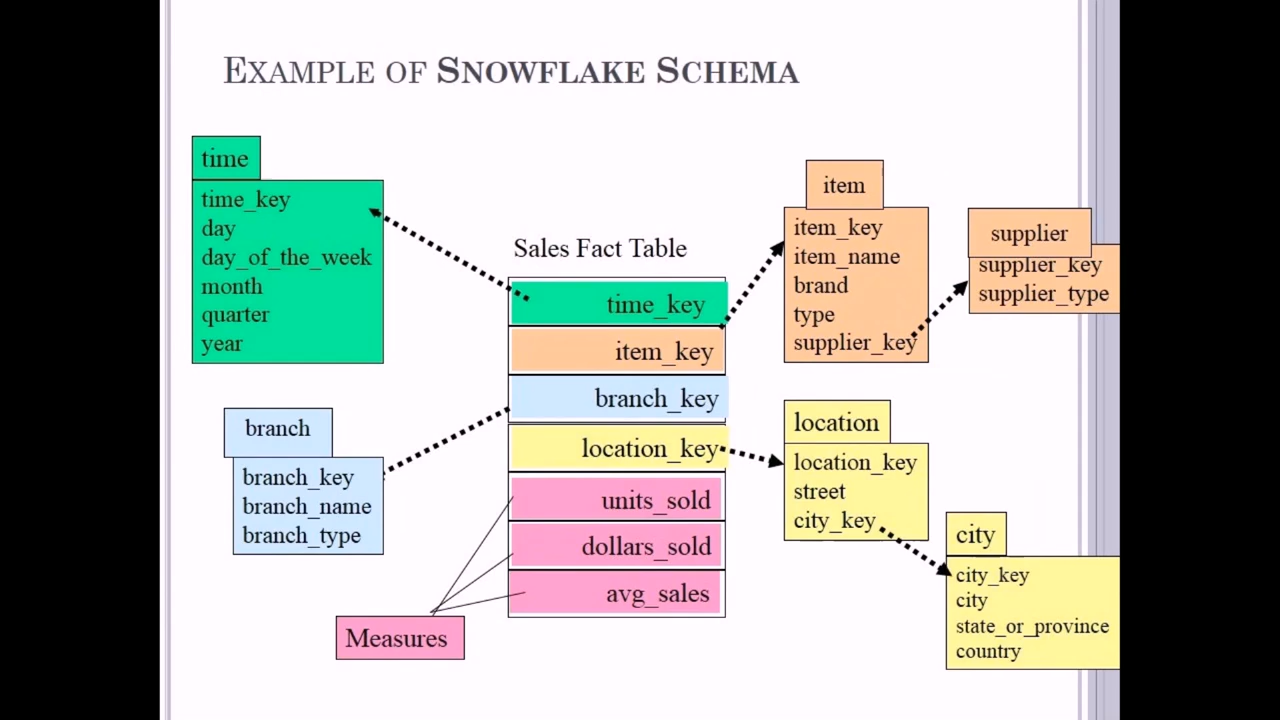 EXAMPLE OF SNOWFLAKE SCHEMA
time
time_key
day
day_of_the_week
month
quarter
year
branch
branch_key
branch_name
branch_type
Measures
Sales Fact Table
time_key
item_key
branch_key
location_key
units_sold
dollars_sold
avg_sales
item
item_key
item_name
brand
type
supplier_key
supplier
supplier_key
supplier_type
location
location_key
street
city_key
city
city_key
city
state_or_province
country